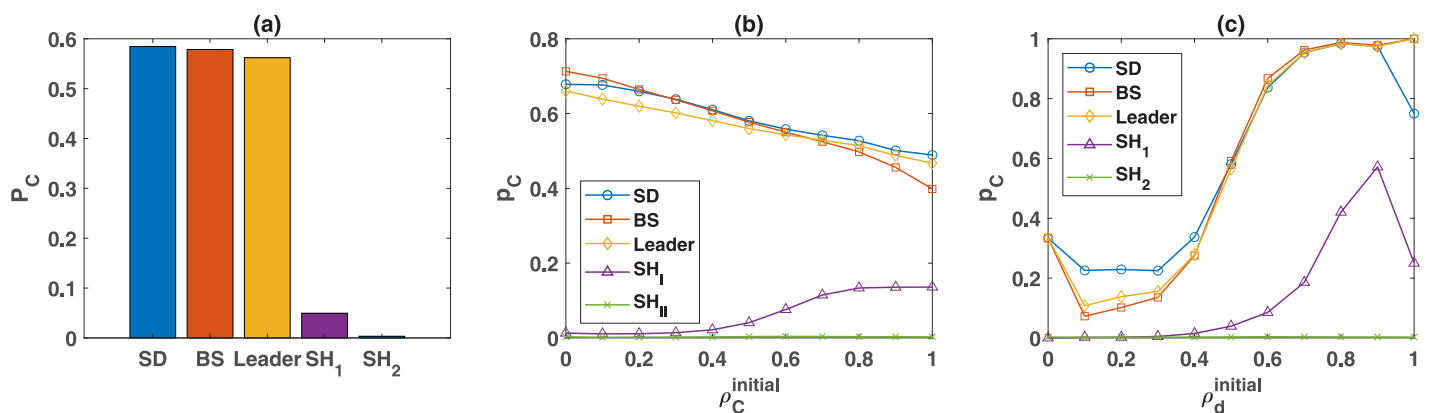 (a)
P_C
0.6
0.5
0.4
0.3
0.2
0.1
0
SD BS Leader SH_1 SH_2
(b)
p_C
0.8
0.6
0.4
0.2
0
SD
BS
Leader
SH_I
SH_II
0 0.2 0.4 0.6 0.8 1
ρ_C^initial
(c)
p_C
1
0.8
0.6
0.4
0.2
0
SD
BS
Leader
SH_1
SH_2
0 0.2 0.4 0.6 0.8 1
ρ_d^initial